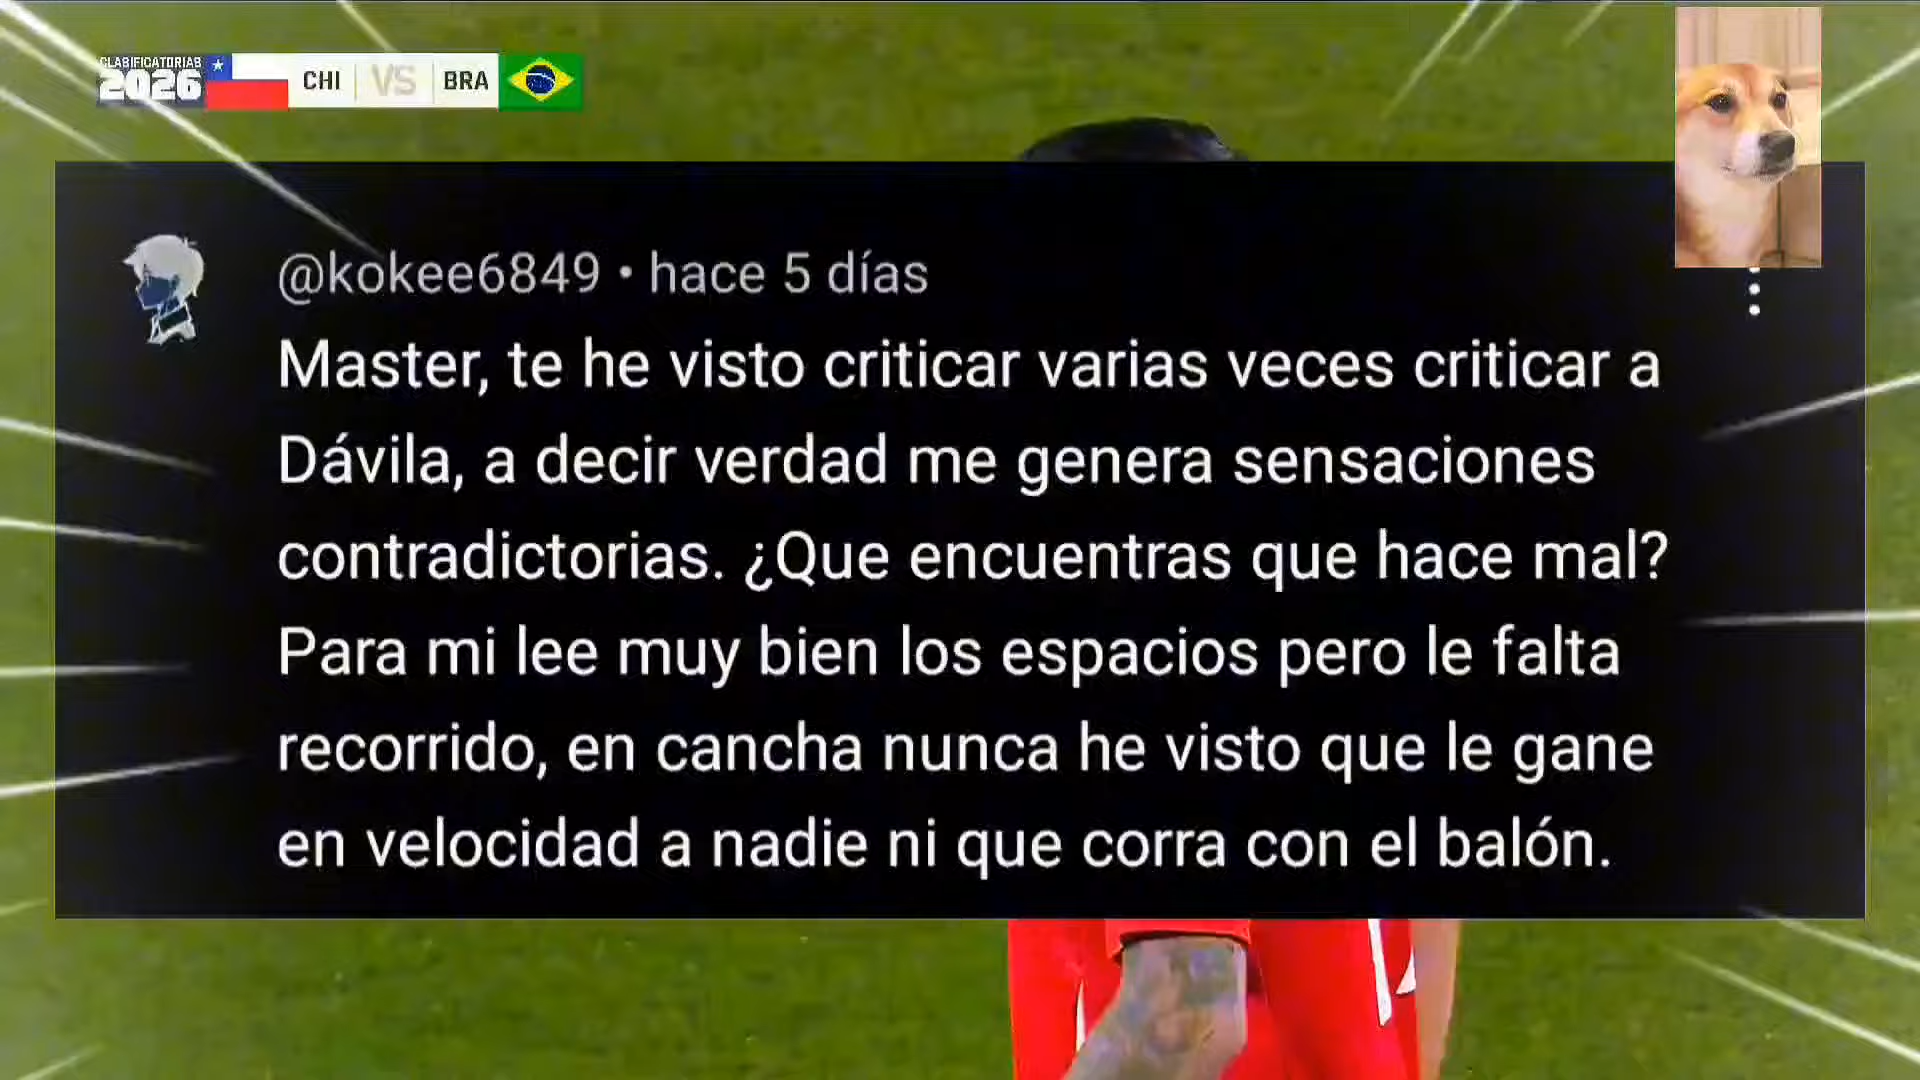 CLASIFICATORIAS
2026 CHI VS BRA
@kokee6849 • hace 5 días
Master, te he visto criticar varias veces criticar a
Dávila, a decir verdad me genera sensaciones
contradictorias. ¿Que encuentras que hace mal?
Para mi lee muy bien los espacios pero le falta
recorrido, en cancha nunca he visto que le gane
en velocidad a nadie ni que corra con el balón.